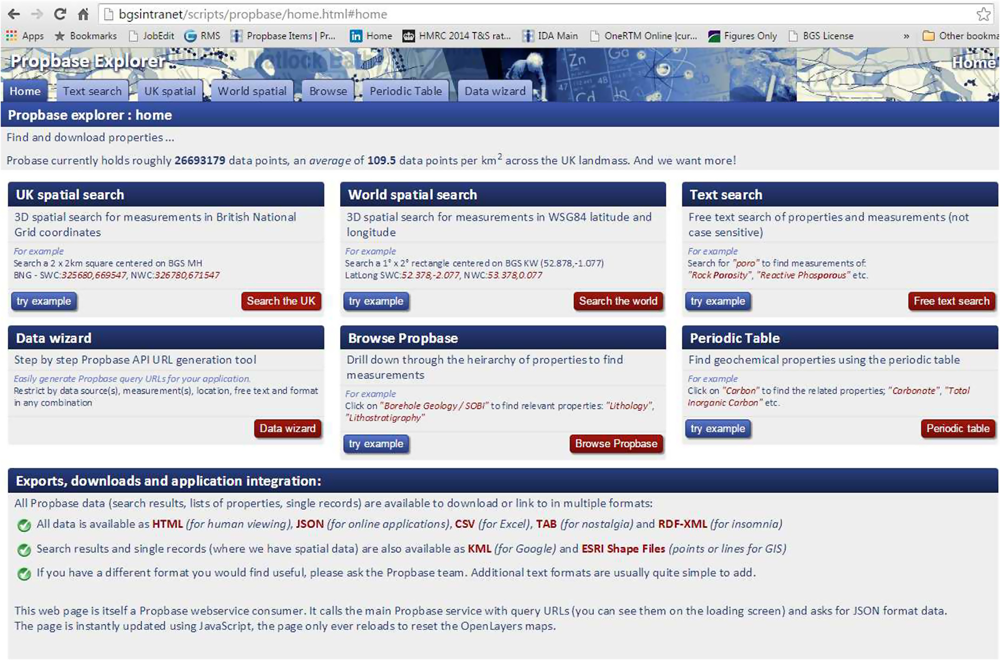 bgsintranet/scripts/propbase/home.html#home
Apps Bookmarks JobEdit RMS Propbase Items | Pr... Home HMRC 2014 T&S rat... IDA Main OneRTM Online |cur... Figures Only BGS License » Other bookma
Propbase Explorer
Matlock Ba
Zn Ga
Home
47 48 Cd In Sb 51
Home Text search UK spatial World spatial Browse Periodic Table Data wizard
Propbase explorer : home
Find and download properties ...
Probase currently holds roughly 26693179 data points, an average of 109.5 data points per km2 across the UK landmass. And we want more!
UK spatial search
3D spatial search for measurements in British National
Grid coordinates
For example
Search a 2 x 2km square centered on BGS MH
BNG - SWC:325680,669547, NWC:326780,671547
try example Search the UK
World spatial search
3D spatial search for measurements in WSG84 latitude and
longitude
For example
Search a 1° x 2° rectangle centered on BGS KW (52.878,-1.077)
LatLong SWC:52.378,-2.077, NWC:53.378,0.077
try example Search the world
Text search
Free text search of properties and measurements (not
case sensitive)
For example
Search for "poro" to find measurements of:
"Rock Porosity", "Reactive Phosporous" etc.
try example Free text search
Data wizard
Step by step Propbase API URL generation tool
Easily generate Propbase query URLs for your application.
Restrict by data source(s), measurement(s), location, free text and format
in any combination
Data wizard
Browse Propbase
Drill down through the heirarchy of properties to find
measurements
For example
Click on "Borehole Geology / SOBI" to find relevant properties: "Lithology",
"Lithostratigraphy"
try example Browse Propbase
Periodic Table
Find geochemical properties using the periodic table
For example
Click on "Carbon" to find the related properties; "Carbonate", "Total
Inorganic Carbon" etc.
try example Periodic table
Exports, downloads and application integration:
All Propbase data (search results, lists of properties, single records) are available to download or link to in multiple formats:
All data is available as HTML (for human viewing), JSON (for online applications), CSV (for Excel), TAB (for nostalgia) and RDF-XML (for insomnia)
Search results and single records (where we have spatial data) are also available as KML (for Google) and ESRI Shape Files (points or lines for GIS)
If you have a different format you would find useful, please ask the Propbase team. Additional text formats are usually quite simple to add.
This web page is itself a Propbase webservice consumer. It calls the main Propbase service with query URLs (you can see them on the loading screen) and asks for JSON format data.
The page is instantly updated using JavaScript, the page only ever reloads to reset the OpenLayers maps.